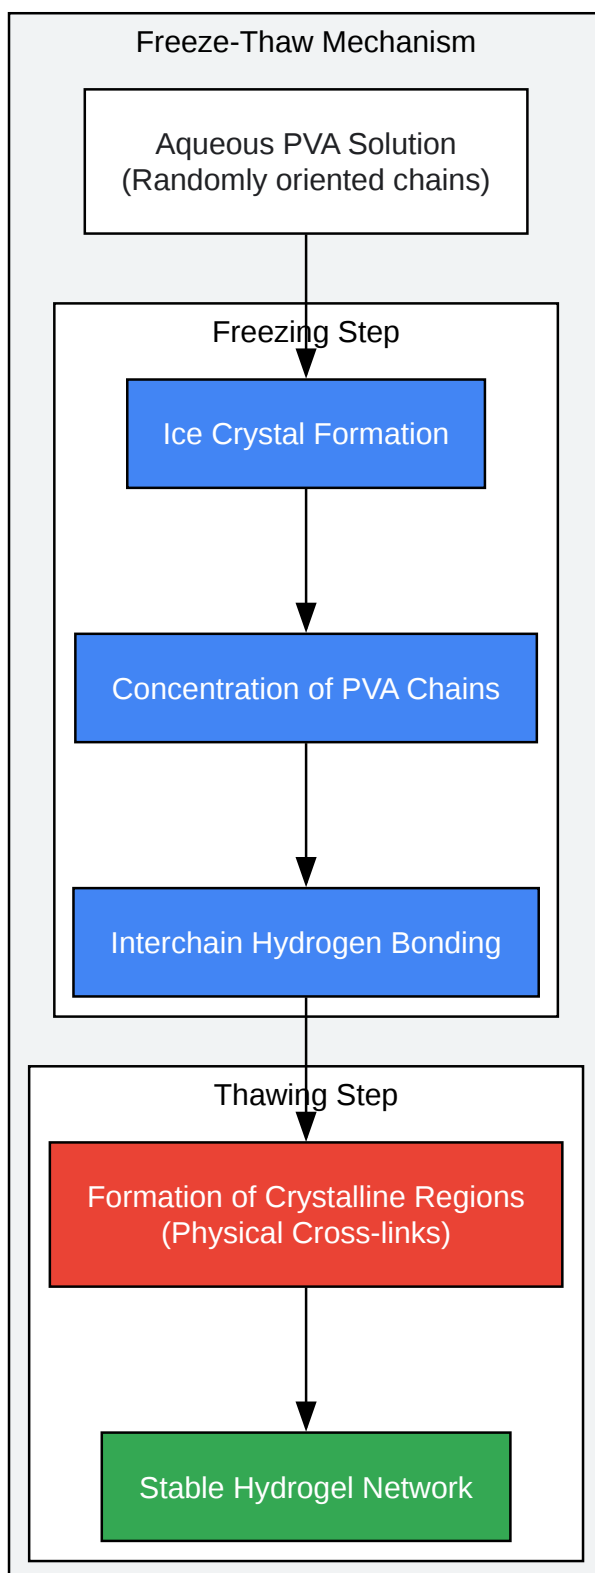 Freeze-Thaw Mechanism
Aqueous PVA Solution
(Randomly oriented chains)
Freezing Step
Ice Crystal Formation
Concentration of PVA Chains
Interchain Hydrogen Bonding
Thawing Step
Formation of Crystalline Regions
(Physical Cross-links)
Stable Hydrogel Network